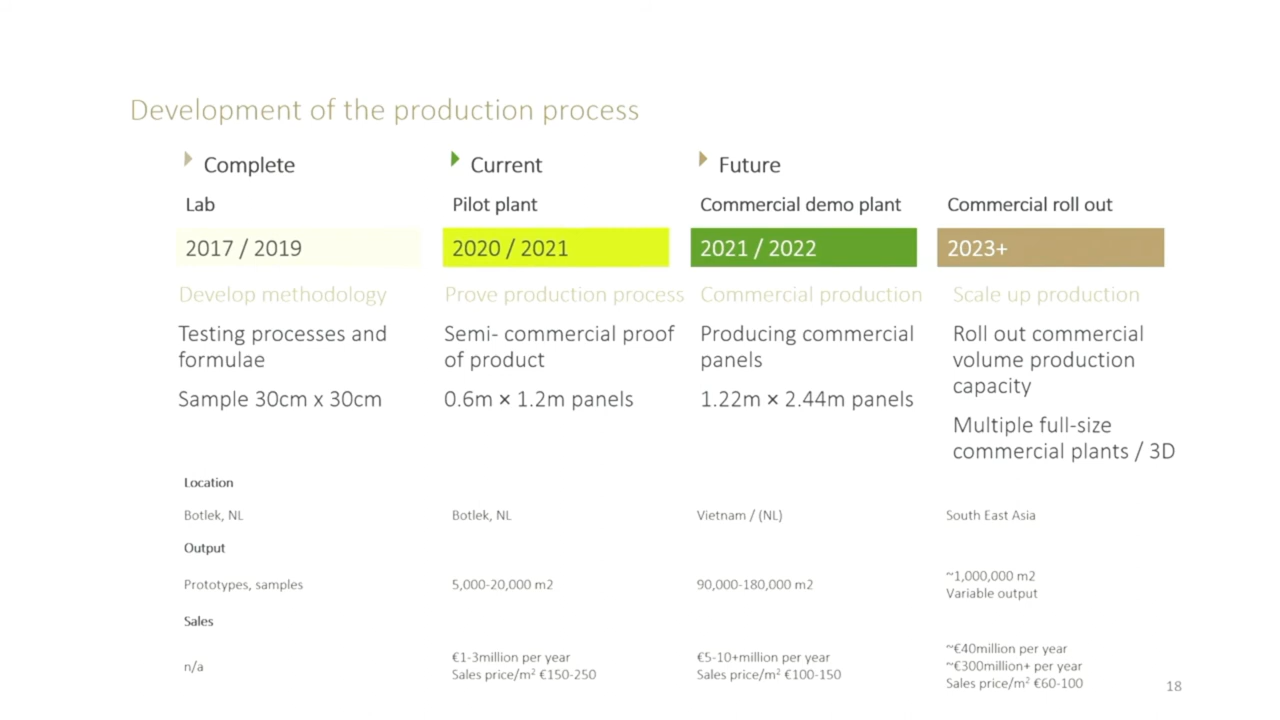 Development of the production process
Complete
Current
Future
Lab
Pilot plant
Commercial demo plant
Commercial roll out
2017 / 2019
2020 / 2021
2021 / 2022
2023+
Develop methodology
Prove production process
Commercial production
Scale up production
Testing processes and
formulae
Sample 30cm x 30cm
Semi- commercial proof
of product
0.6m × 1.2m panels
Producing commercial
panels
1.22m × 2.44m panels
Roll out commercial
volume production
capacity
Multiple full-size
commercial plants / 3D
Location
Botlek, NL
Botlek, NL
Vietnam / (NL)
South East Asia
Output
Prototypes, samples
5,000-20,000 m2
90,000-180,000 m2
~1,000,000 m2
Variable output
Sales
n/a
€1-3million per year
Sales price/m² €150-250
€5-10+million per year
Sales price/m² €100-150
~€40million per year
~€300million+ per year
Sales price/m² €60-100
18